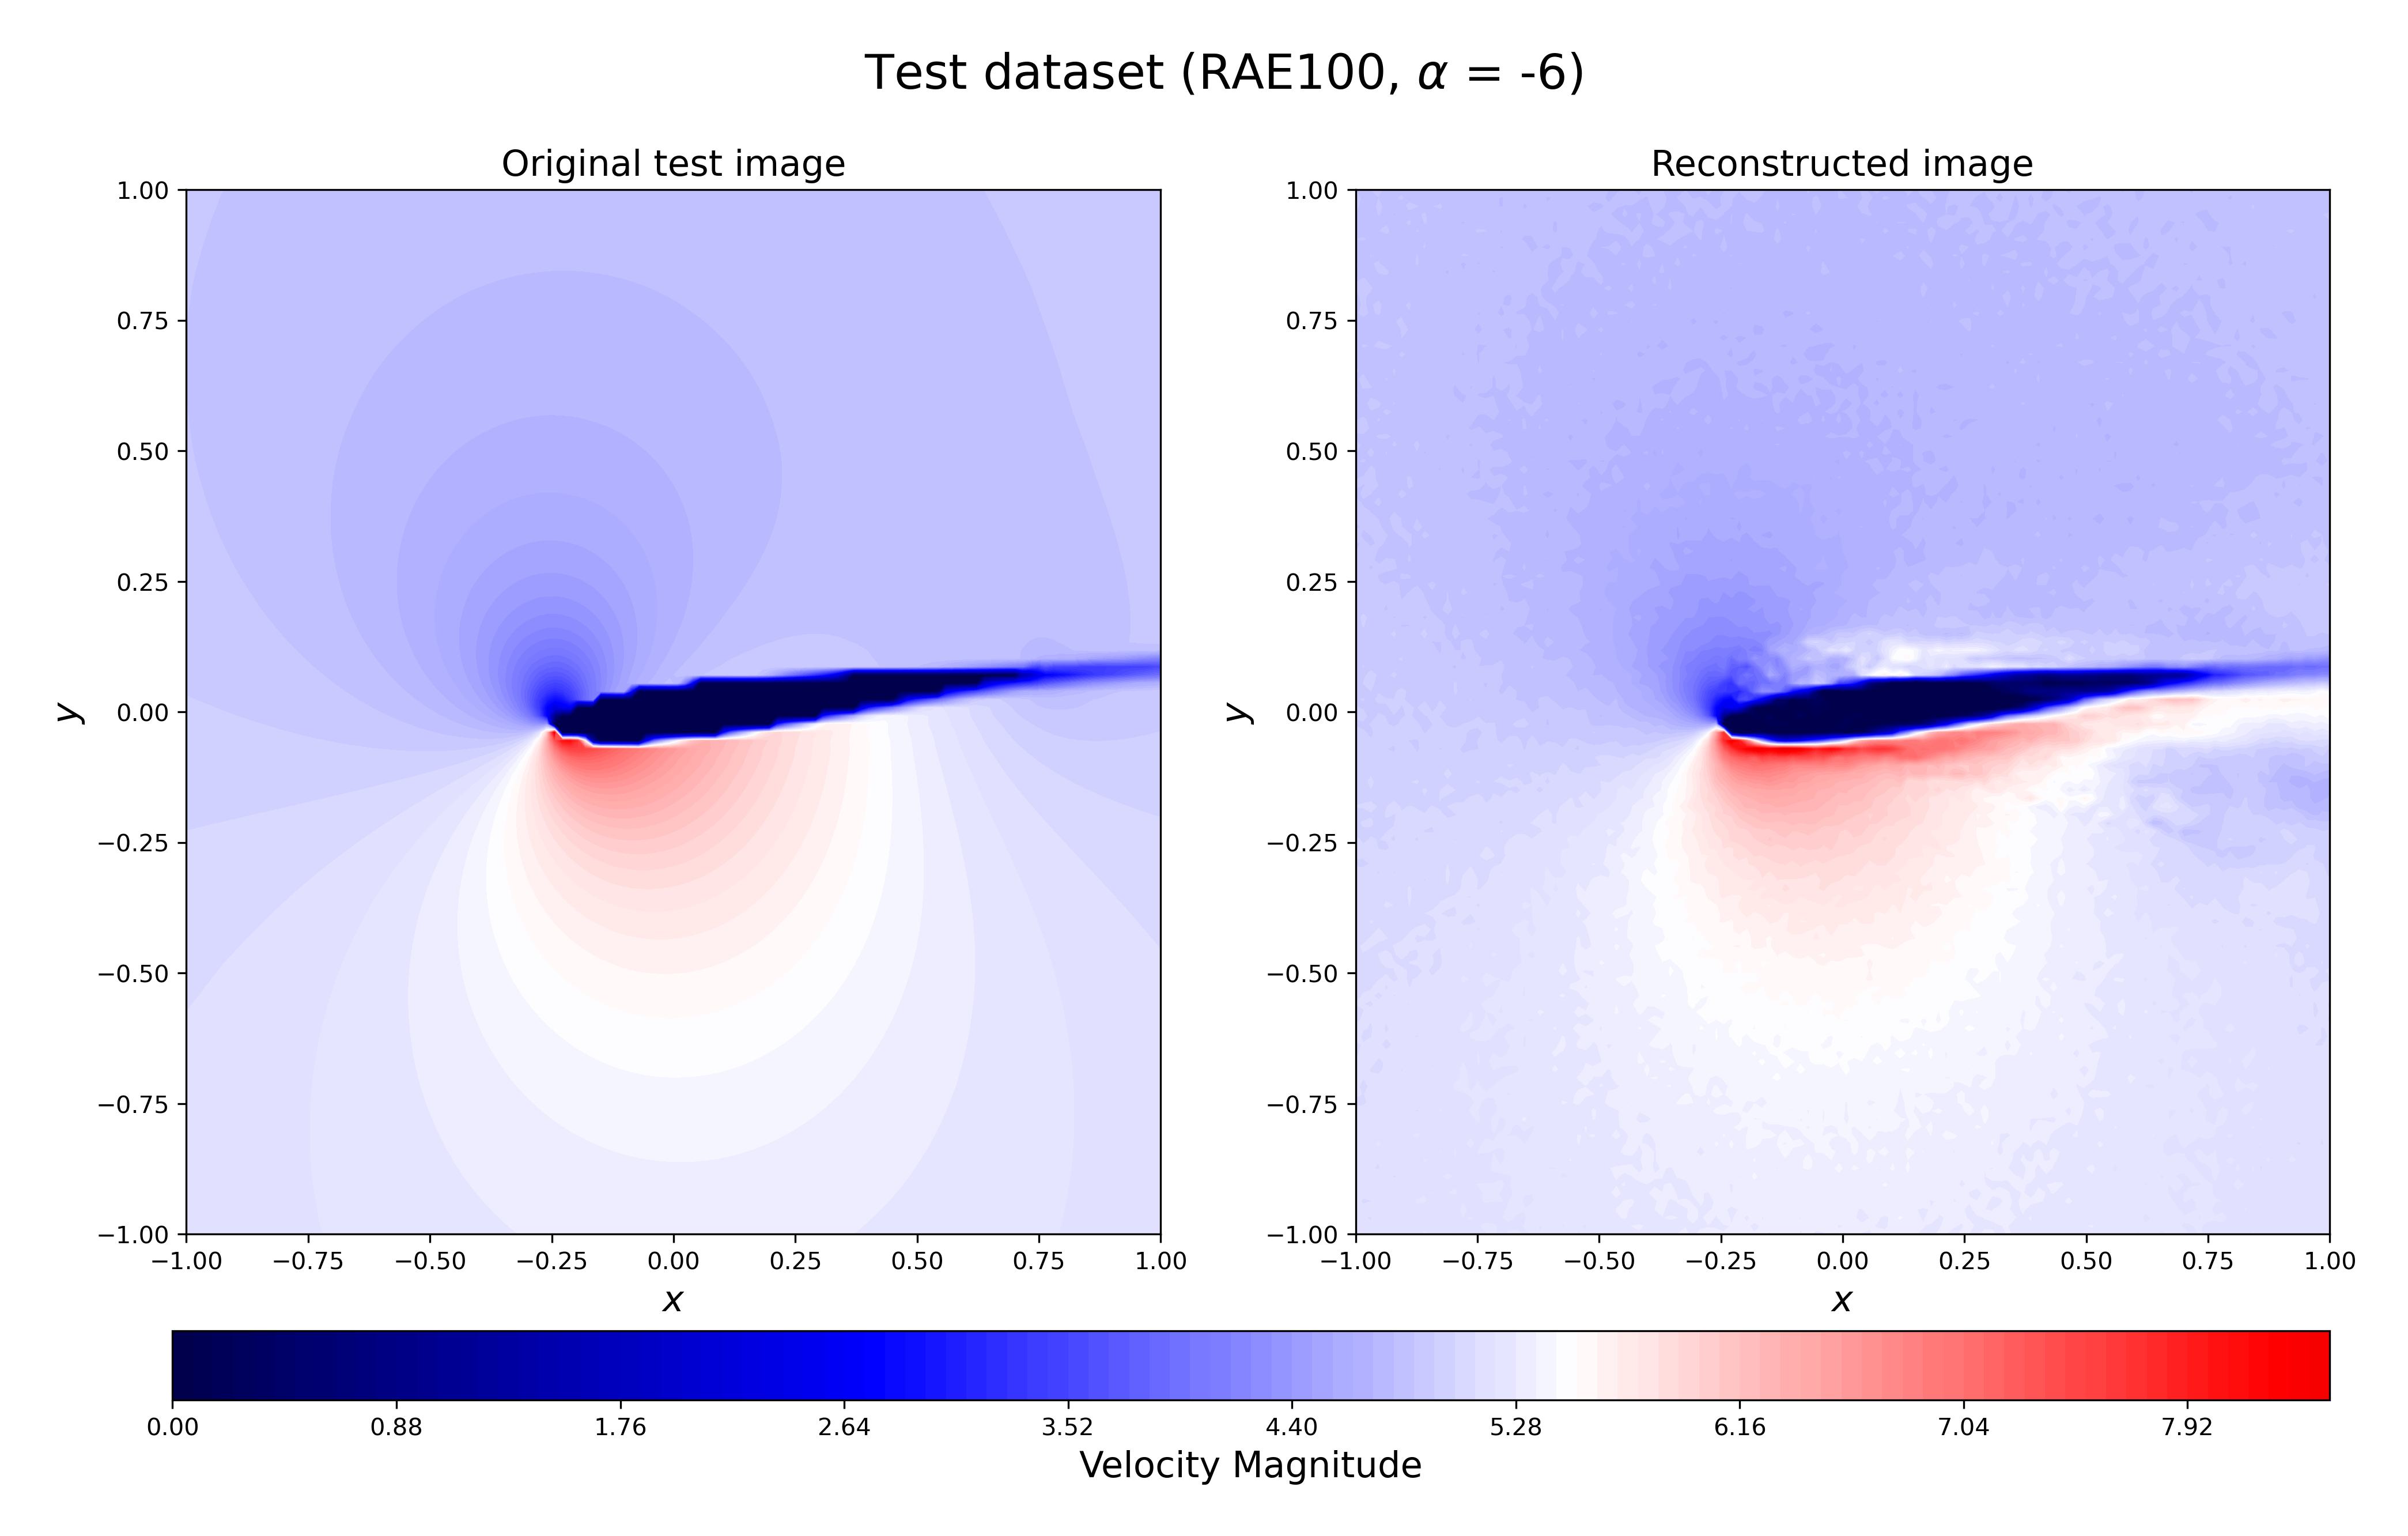 Test dataset (RAE100, α = -6)
Original test image
Reconstructed image
1.00
0.75
0.50
0.25
0.00
−0.25
−0.50
−0.75
−1.00
y
−1.00 −0.75 −0.50 −0.25 0.00 0.25 0.50 0.75 1.00
x
1.00
0.75
0.50
0.25
0.00
−0.25
−0.50
−0.75
−1.00
y
−1.00 −0.75 −0.50 −0.25 0.00 0.25 0.50 0.75 1.00
x
0.00 0.88 1.76 2.64 3.52 4.40 5.28 6.16 7.04 7.92
Velocity Magnitude